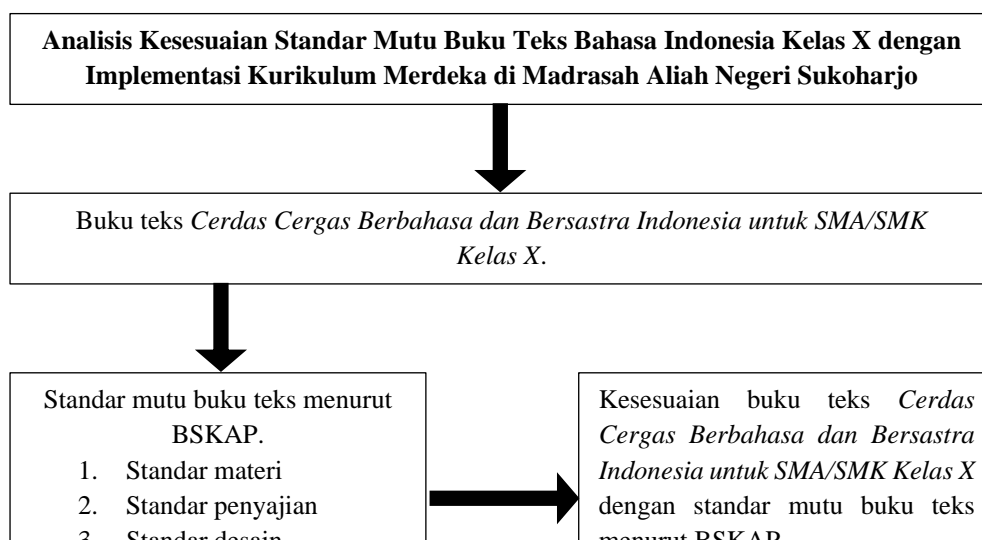 Analisis Kesesuaian Standar Mutu Buku Teks Bahasa Indonesia Kelas X dengan
Implementasi Kurikulum Merdeka di Madrasah Aliah Negeri Sukoharjo
Buku teks Cerdas Cergas Berbahasa dan Bersastra Indonesia untuk SMA/SMK
Kelas X.
Standar mutu buku teks menurut
BSKAP.
1. Standar materi
2. Standar penyajian
3. Standar desain
Kesesuaian buku teks Cerdas
Cergas Berbahasa dan Bersastra
Indonesia untuk SMA/SMK Kelas X
dengan standar mutu buku teks
menurut BSKAP